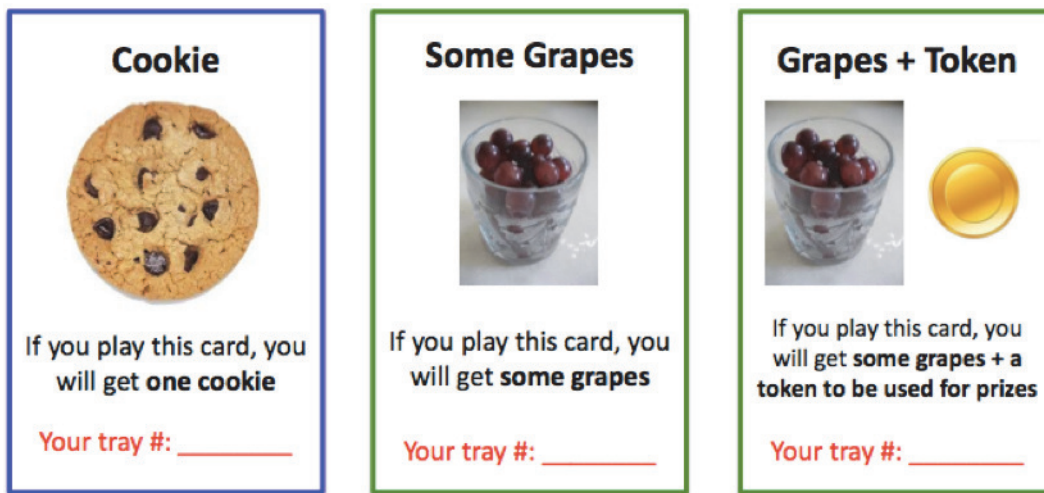 Cookie
If you play this card, you
will get one cookie
Your tray #: ________
Some Grapes
If you play this card, you
will get some grapes
Your tray #: ________
Grapes + Token
If you play this card, you
will get some grapes + a
token to be used for prizes
Your tray #: ________